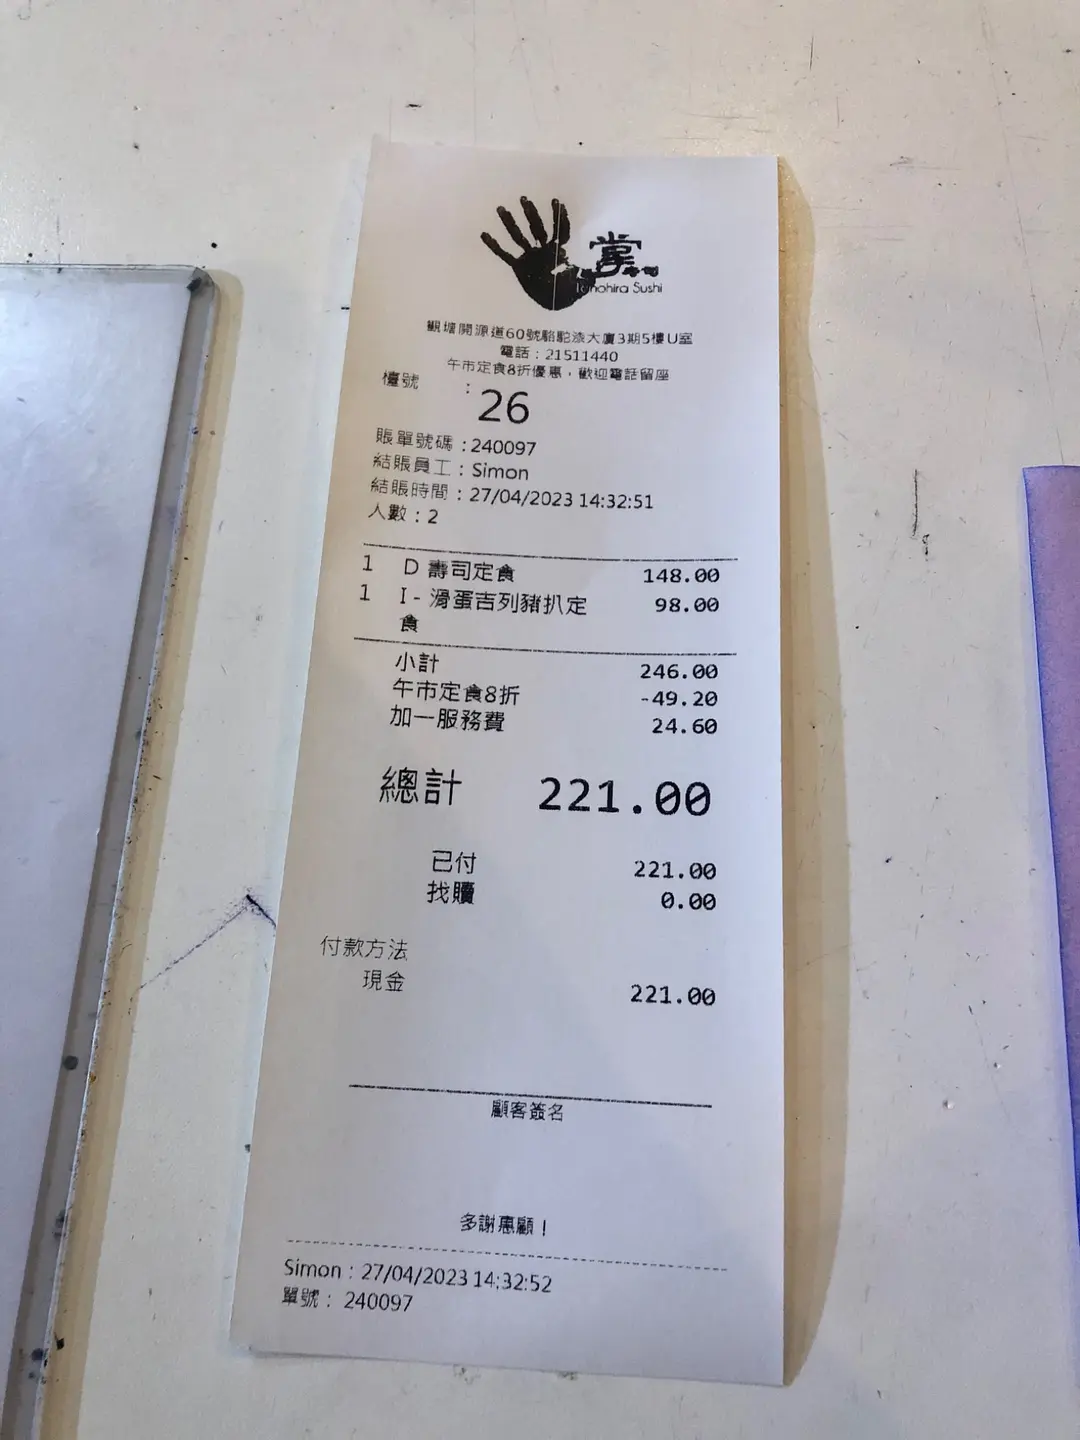 掌
Tanohira Sushi
觀塘開源道60號駱駝漆大廈3期5樓U室
電話：21511440
午市定食8折優惠，歡迎電話留座
檯號 : 26
賬單號碼：240097
結賬員工：Simon
結賬時間：27/04/2023 14:32:51
人數：2
1 D 壽司定食 148.00
1 I - 滑蛋吉列豬扒定 98.00
食
小計 246.00
午市定食8折 -49.20
加一服務費 24.60
總計 221.00
已付 221.00
找贖 0.00
付款方法
現金 221.00
顧客簽名
多謝惠顧！
Simon : 27/04/2023 14:32:52
單號： 240097